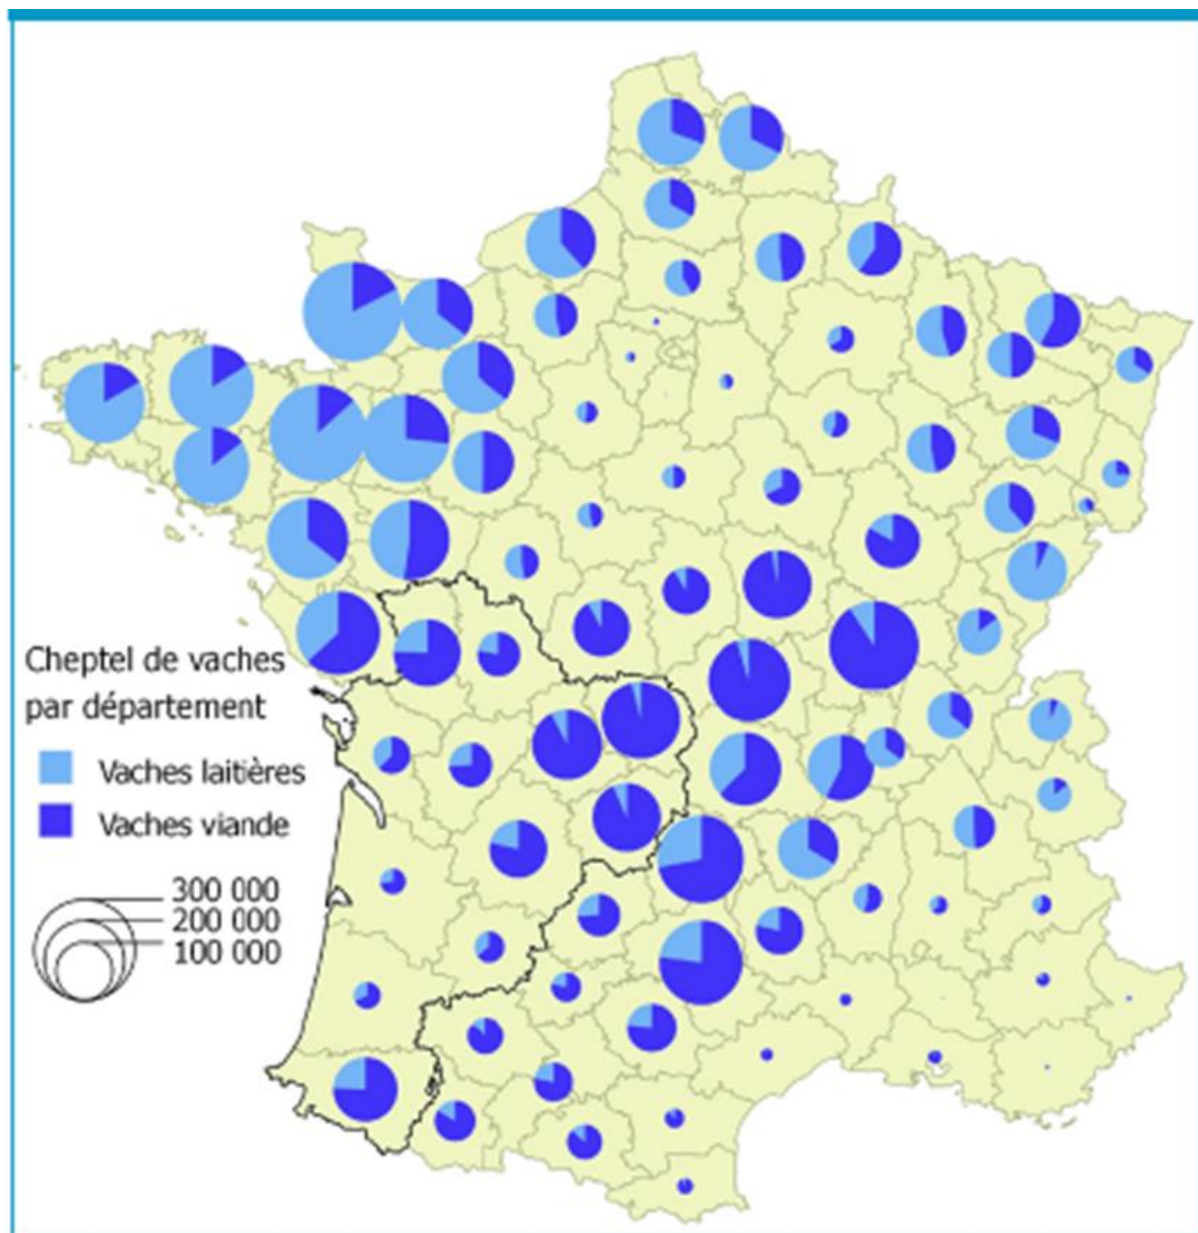 Cheptel de vaches
par département
Vaches laitières
Vaches viande
300 000
200 000
100 000